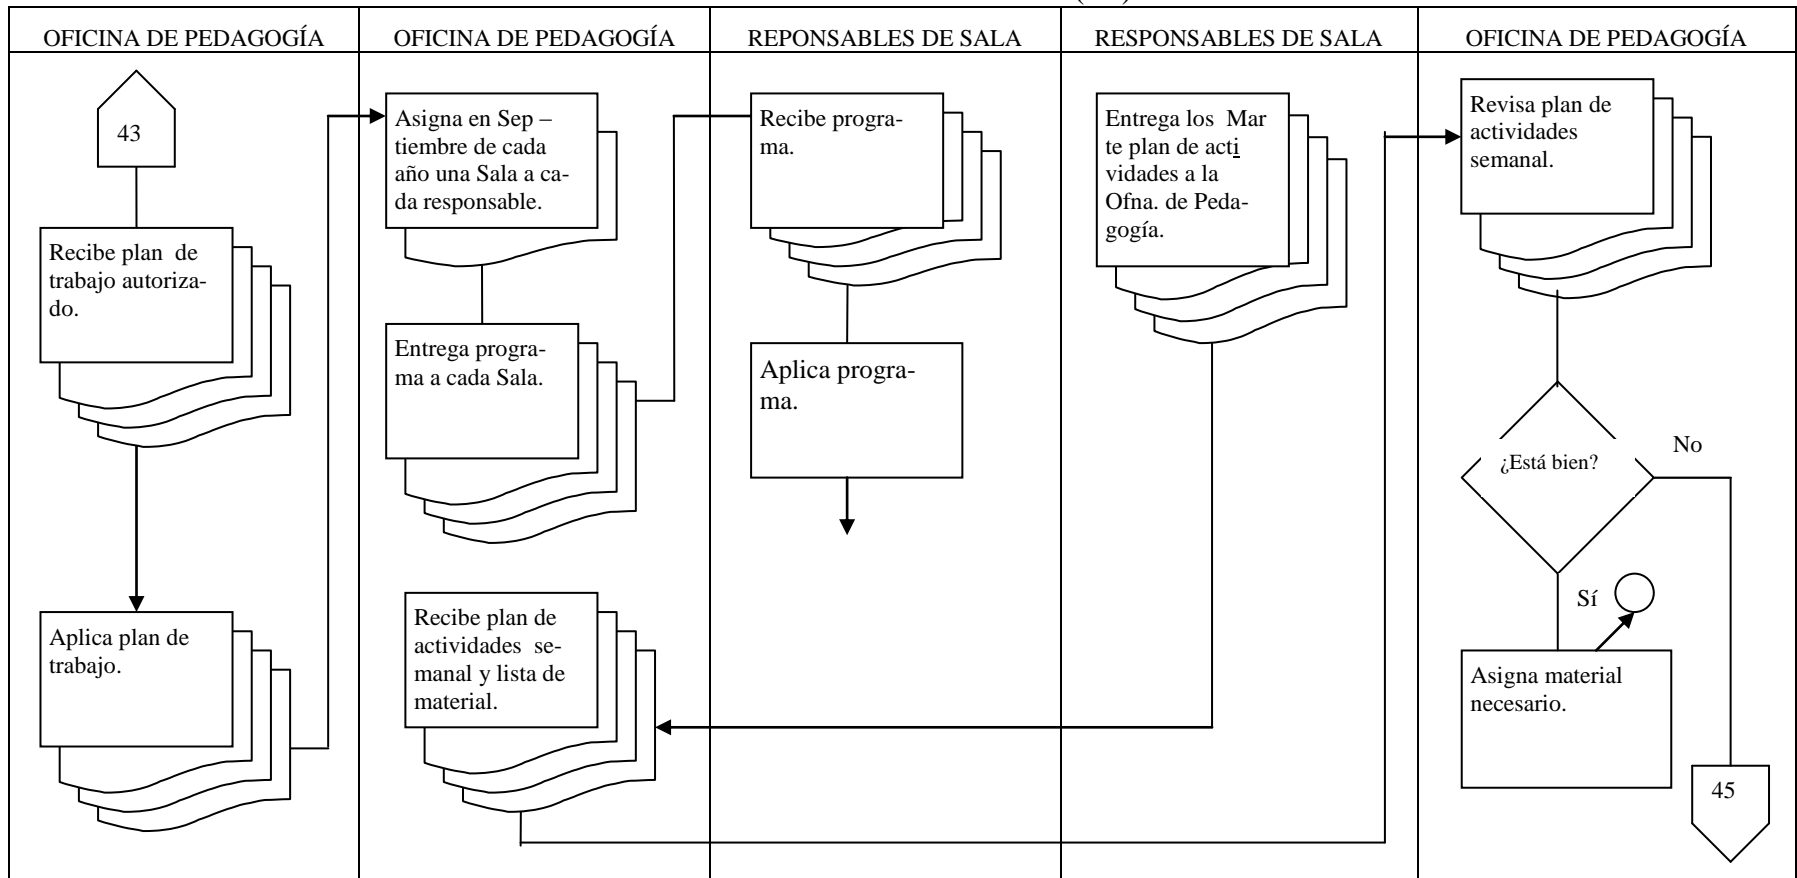 OFICINA DE PEDAGOGÍA
OFICINA DE PEDAGOGÍA
REPONSABLES DE SALA
RESPONSABLES DE SALA
OFICINA DE PEDAGOGÍA
43
Recibe plan de
trabajo autoriza-
do.
Aplica plan de
trabajo.
Asigna en Sep –
tiembre de cada
año una Sala a ca-
da responsable.
Entrega progra-
ma a cada Sala.
Recibe plan de
actividades se-
manal y lista de
material.
Recibe progra-
ma.
Aplica progra-
ma.
Entrega los Mar
te plan de acti
vidades a la
Ofna. de Peda-
gogía.
Revisa plan de
actividades
semanal.
¿Está bien?
No
Sí
Asigna material
necesario.
45